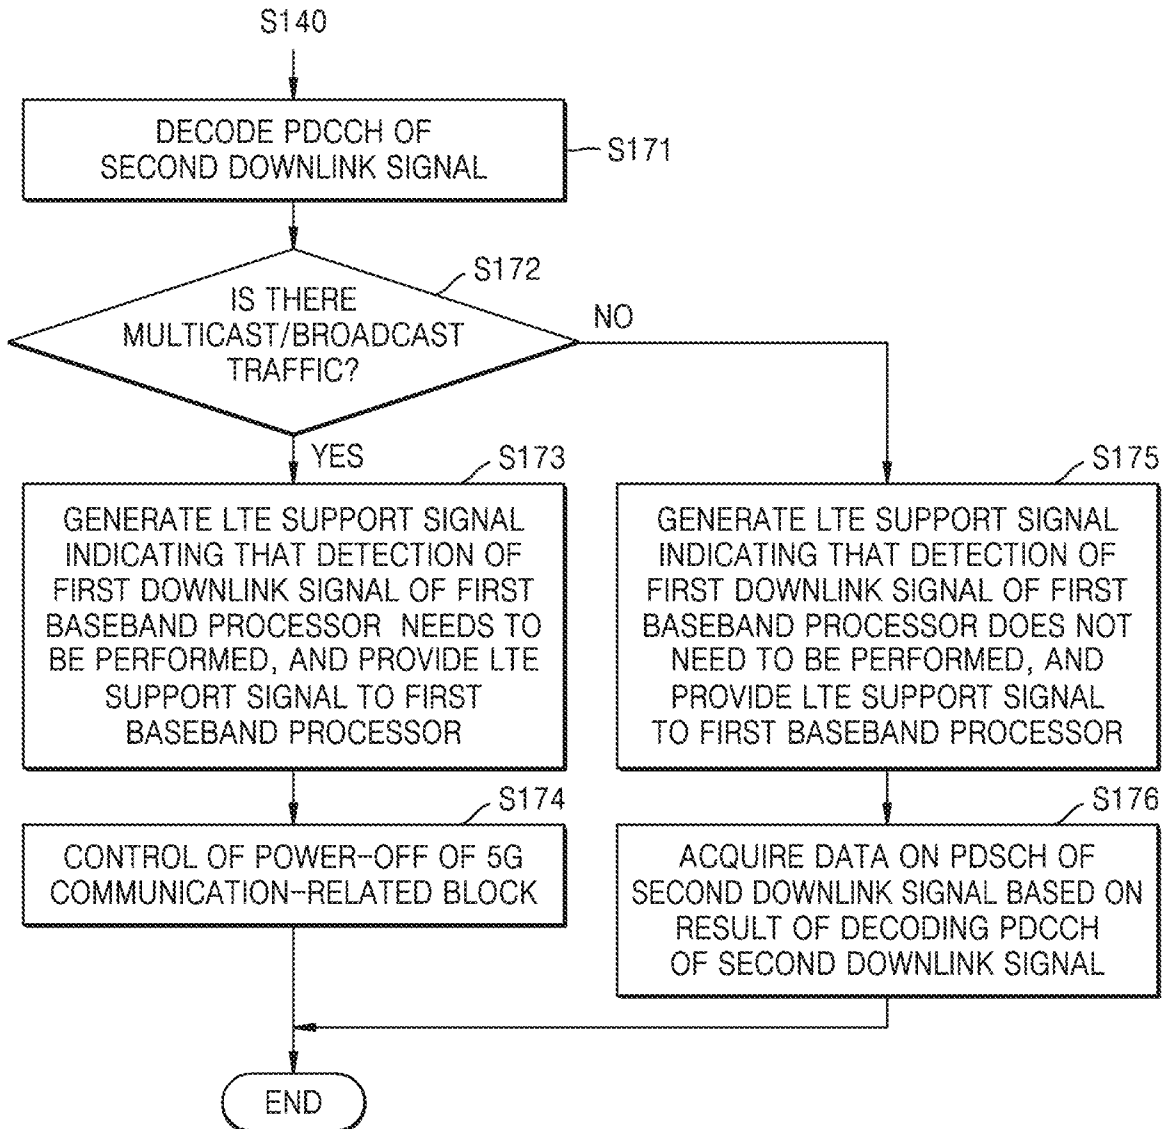 S140
DECODE PDCCH OF
SECOND DOWNLINK SIGNAL
S171
S172
IS THERE
MULTICAST/BROADCAST
TRAFFIC?
NO
YES
S173
GENERATE LTE SUPPORT SIGNAL
INDICATING THAT DETECTION OF
FIRST DOWNLINK SIGNAL OF FIRST
BASEBAND PROCESSOR NEEDS TO
BE PERFORMED, AND PROVIDE LTE
SUPPORT SIGNAL TO FIRST
BASEBAND PROCESSOR
S175
GENERATE LTE SUPPORT SIGNAL
INDICATING THAT DETECTION OF
FIRST DOWNLINK SIGNAL OF FIRST
BASEBAND PROCESSOR DOES NOT
NEED TO BE PERFORMED, AND
PROVIDE LTE SUPPORT SIGNAL
TO FIRST BASEBAND PROCESSOR
S174
CONTROL OF POWER-OFF OF 5G
COMMUNICATION-RELATED BLOCK
S176
ACQUIRE DATA ON PDSCH OF
SECOND DOWNLINK SIGNAL BASED ON
RESULT OF DECODING PDCCH
OF SECOND DOWNLINK SIGNAL
END